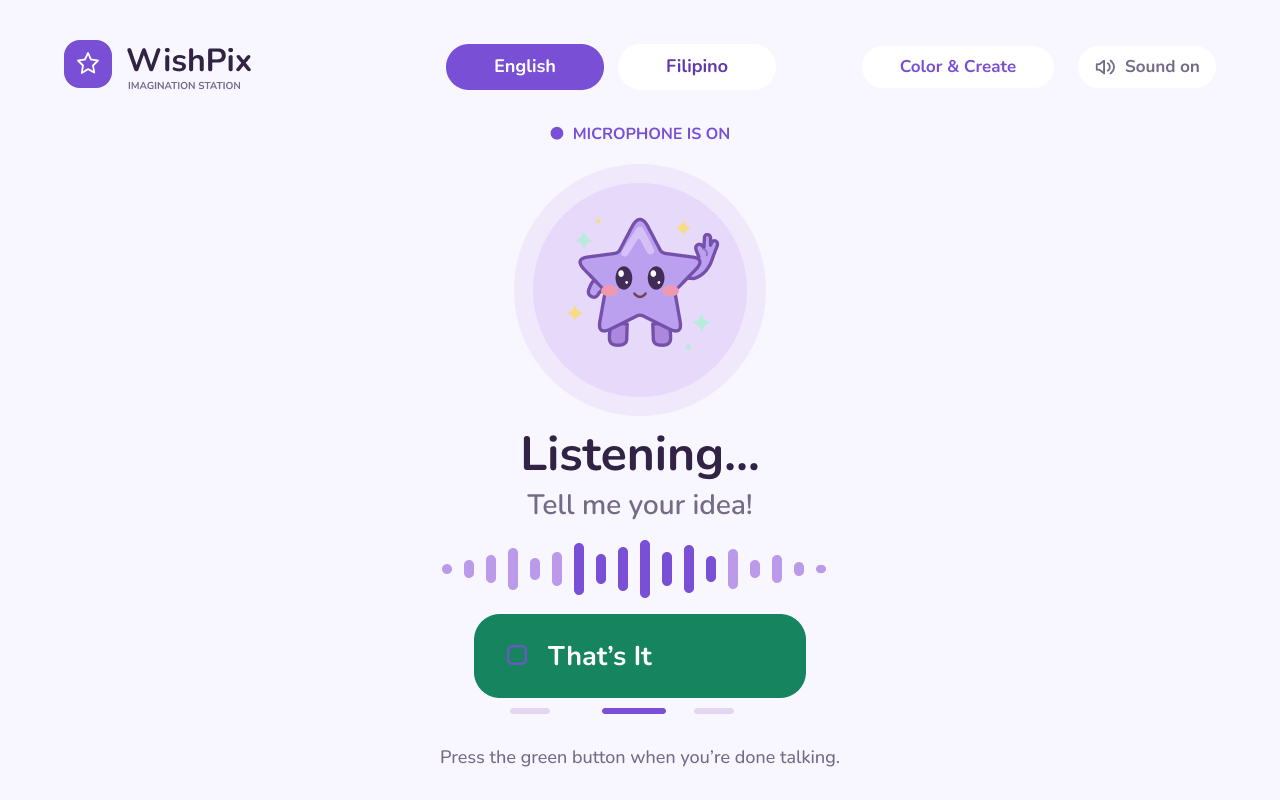 WishPix
IMAGINATION STATION
English
Filipino
Color & Create
Sound on
MICROPHONE IS ON
Listening...
Tell me your idea!
That’s It
Press the green button when you’re done talking.